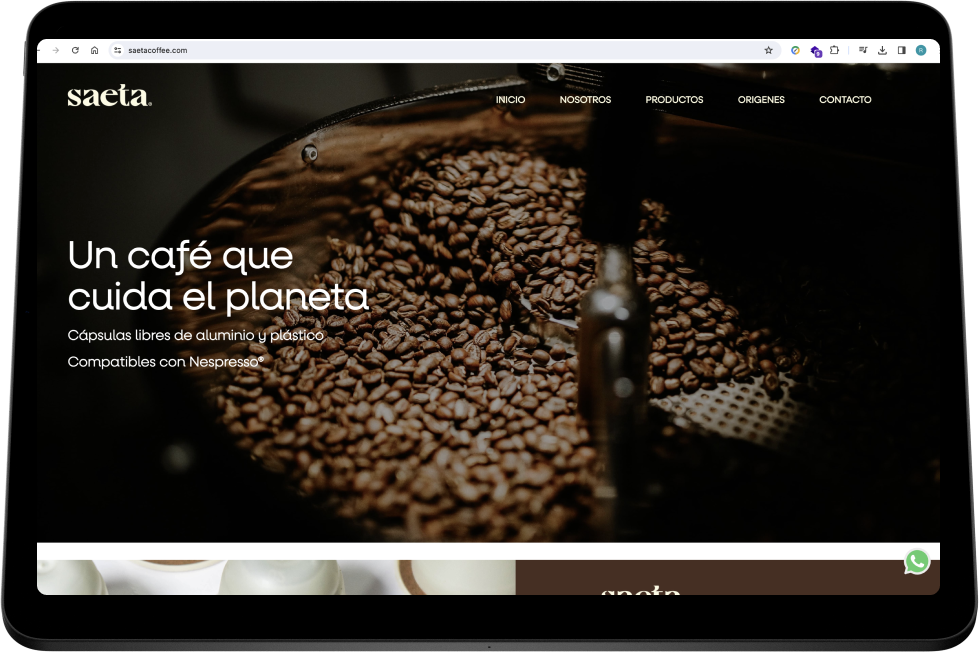 saetacoffee.com
saeta®
INICIO NOSOTROS PRODUCTOS ORIGENES CONTACTO
Un café que
cuida el planeta
Cápsulas libres de aluminio y plástico
Compatibles con Nespresso®
saeta